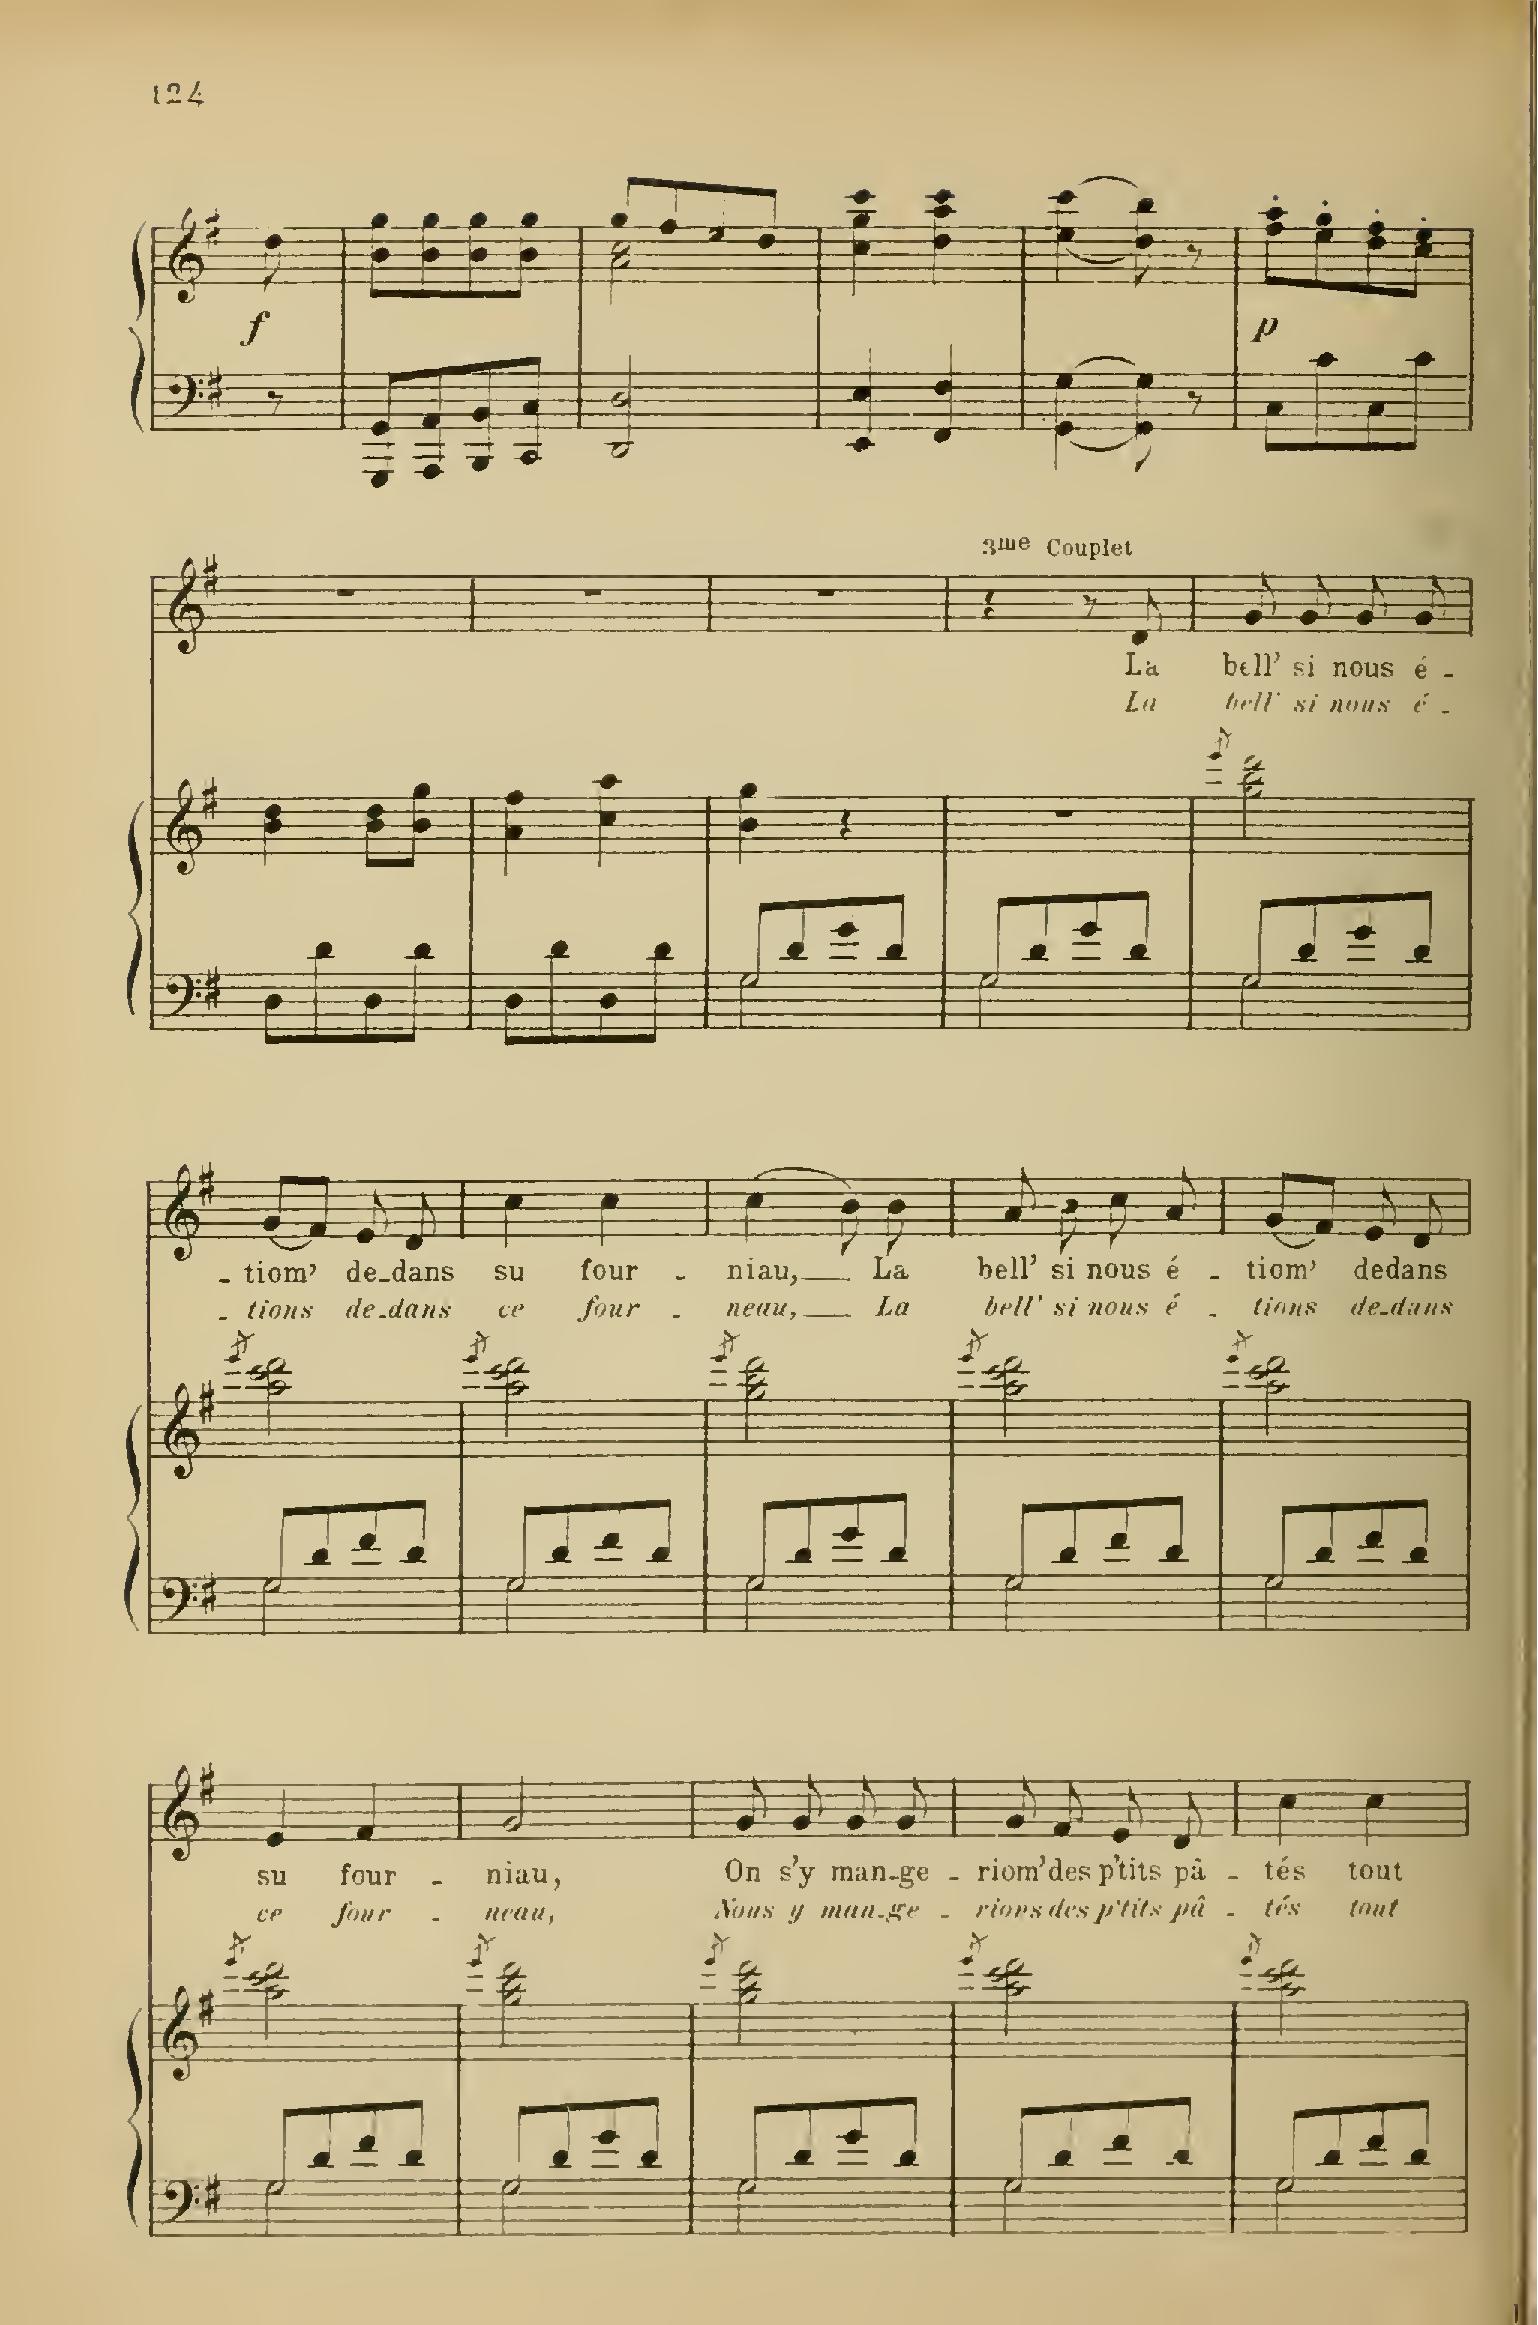 124
f
p
3me Couplet
La bell' si nous é -
La bell' si nous é -
- tiom' de-dans su four - niau,__ La bell' si nous é - tiom' dedans
- tions de-dans ce four - neau,__ La bell' si nous é - tions de-dans
su four - niau, On s'y man-ge - riom' des p'tits pâ - tés tout
ce four - neau, Nous y man-ge - rions des p'tits pâ - tés tout